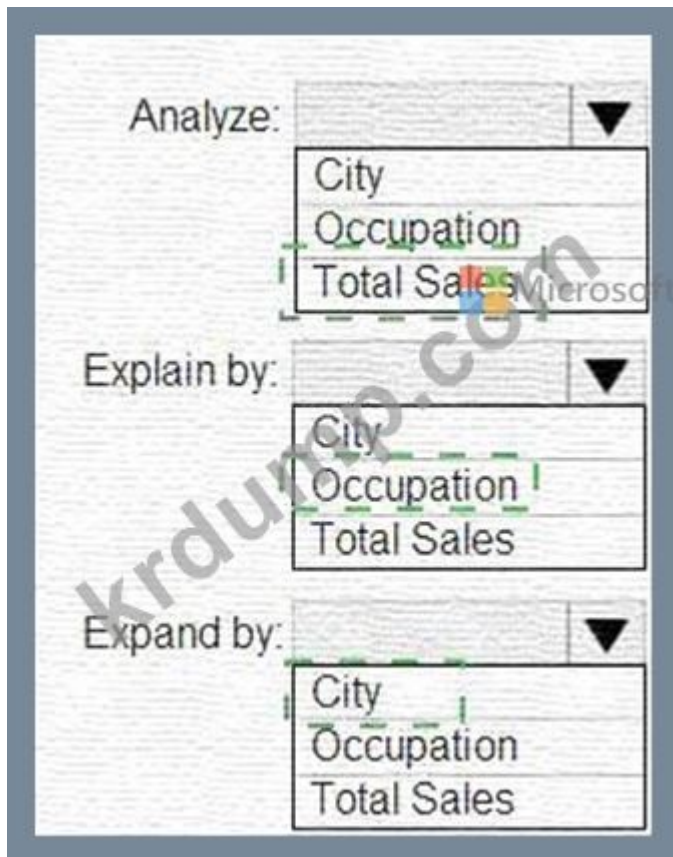 Analyze:
City
Occupation
Total Sales
Microsoft
Explain by:
City
Occupation
Total Sales
Expand by:
City
Occupation
Total Sales
krdump.com